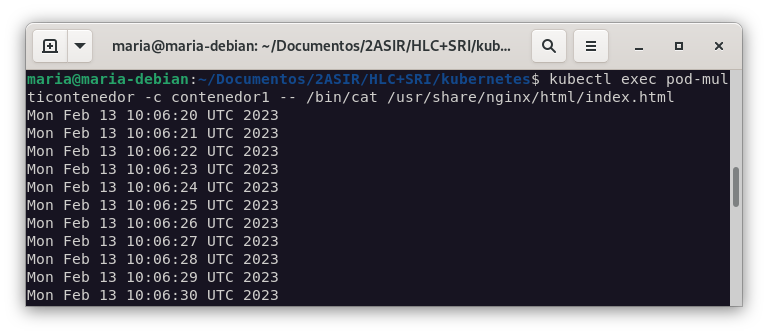 maria@maria-debian: ~/Documentos/2ASIR/HLC+SRI/kub...
maria@maria-debian:~/Documentos/2ASIR/HLC+SRI/kubernetes$ kubectl exec pod-mul
ticontenedor -c contenedor1 -- /bin/cat /usr/share/nginx/html/index.html
Mon Feb 13 10:06:20 UTC 2023
Mon Feb 13 10:06:21 UTC 2023
Mon Feb 13 10:06:22 UTC 2023
Mon Feb 13 10:06:23 UTC 2023
Mon Feb 13 10:06:24 UTC 2023
Mon Feb 13 10:06:25 UTC 2023
Mon Feb 13 10:06:26 UTC 2023
Mon Feb 13 10:06:27 UTC 2023
Mon Feb 13 10:06:28 UTC 2023
Mon Feb 13 10:06:29 UTC 2023
Mon Feb 13 10:06:30 UTC 2023